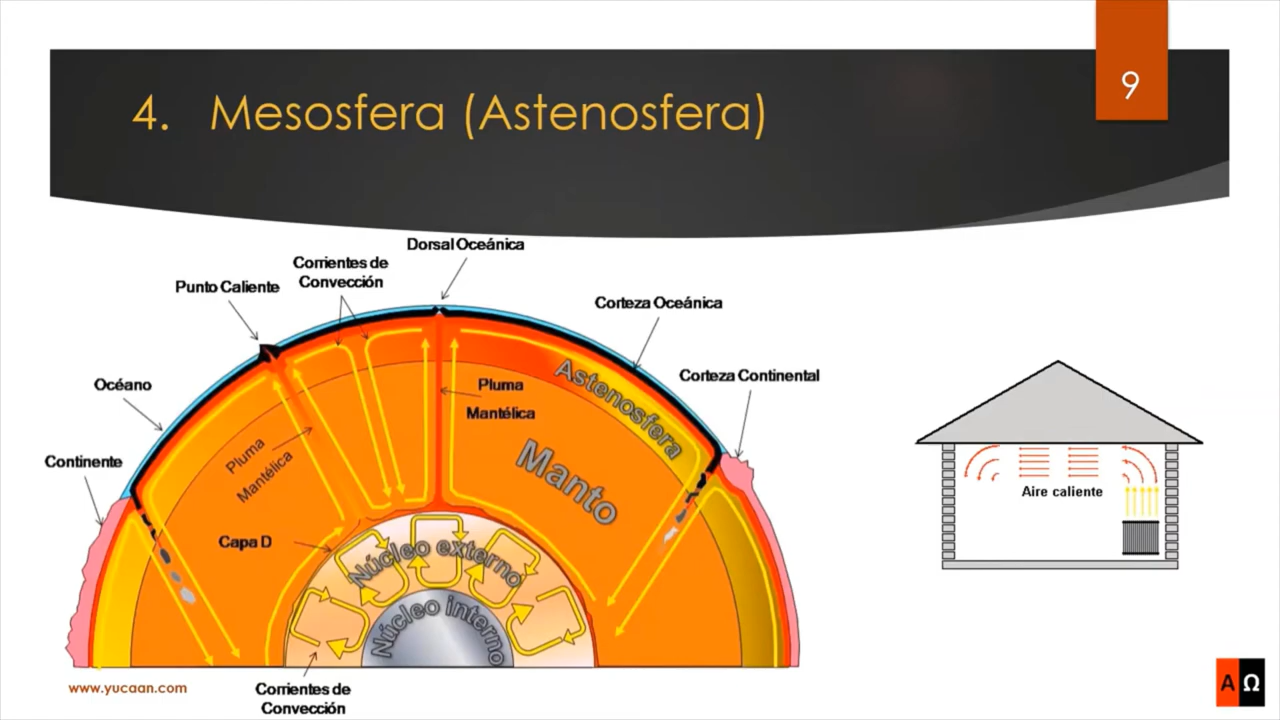 9
4. Mesosfera (Astenosfera)
Dorsal Oceánica
Corrientes de
Convección
Punto Caliente
Corteza Oceánica
Corteza Continental
Océano
Continente
Pluma
Mantélica
Pluma
Mantélica
Astenosfera
Manto
Capa D
Núcleo externo
Núcleo interno
Aire caliente
www.yucaan.com
Corrientes de
Convección
A Ω